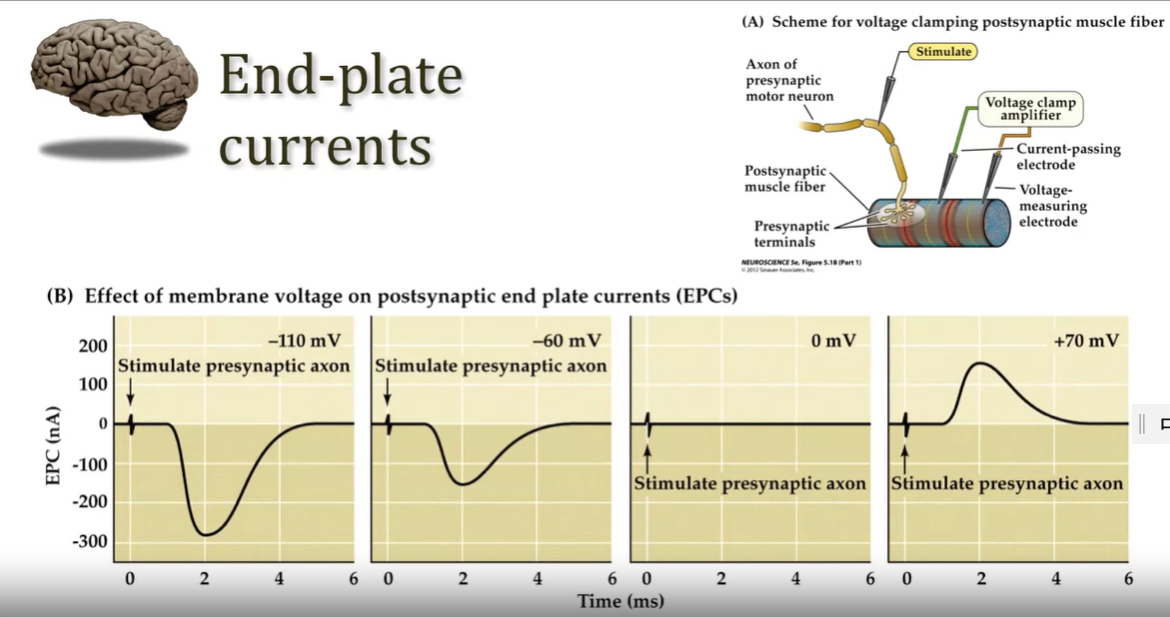 End-plate
currents
(A) Scheme for voltage clamping postsynaptic muscle fiber
Stimulate
Axon of
presynaptic
motor neuron
Voltage clamp
amplifier
Current-passing
electrode
Postsynaptic
muscle fiber
Voltage-
measuring
electrode
Presynaptic
terminals
NEUROSCIENCE 5e, Figure 5.18 (Part 1)
© 2012 Sinauer Associates, Inc.
(B) Effect of membrane voltage on postsynaptic end plate currents (EPCs)
EPC (nA)
200
100
0
-100
-200
-300
–110 mV
Stimulate presynaptic axon
0 2 4 6
–60 mV
Stimulate presynaptic axon
0 2 4 6
0 mV
Stimulate presynaptic axon
0 2 4 6
+70 mV
Stimulate presynaptic axon
0 2 4 6
Time (ms)